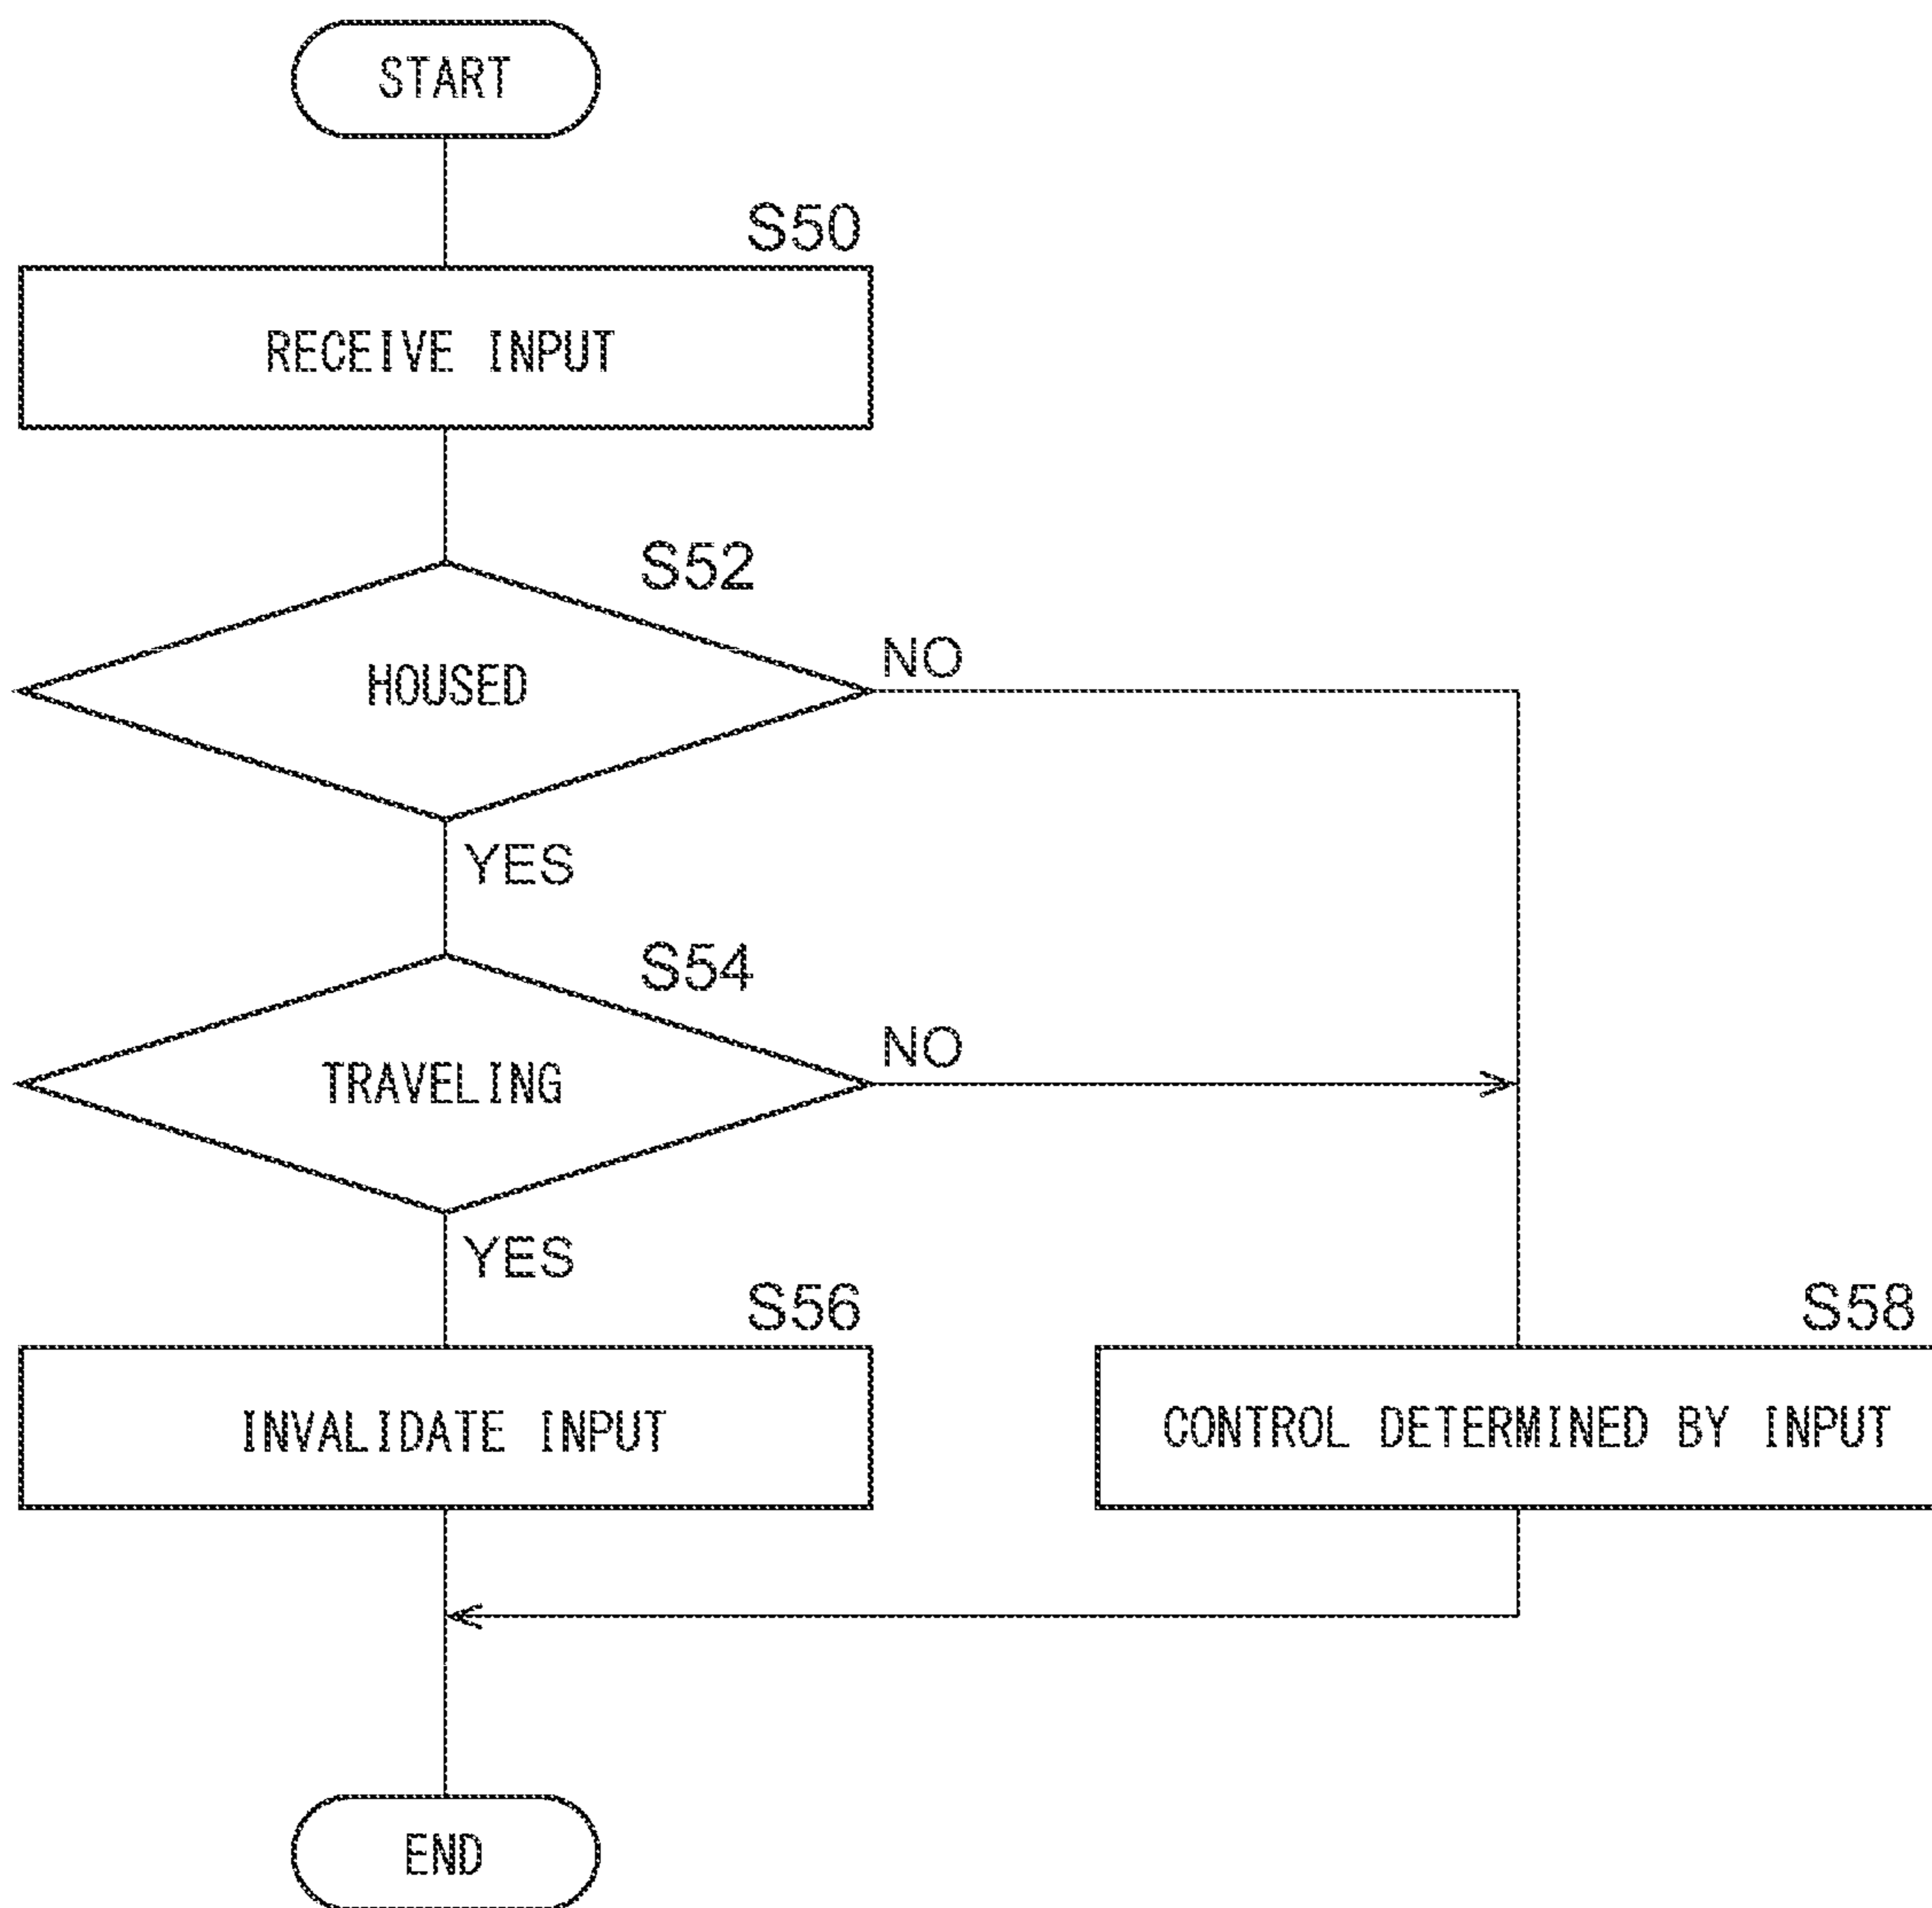 START
S50
RECEIVE INPUT
S52
HOUSED
NO
YES
S54
TRAVELING
NO
YES
S56
INVALIDATE INPUT
S58
CONTROL DETERMINED BY INPUT
END